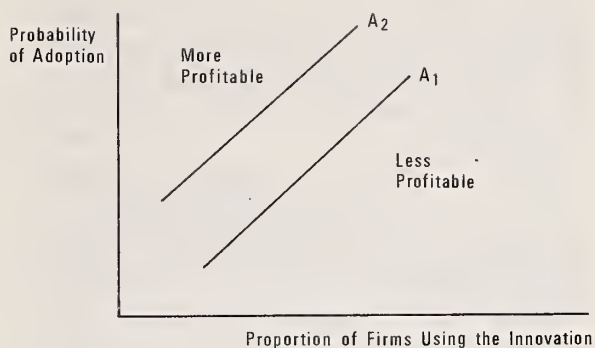 Probability
of Adoption
A2
More
Profitable
A1
Less
Profitable
Proportion of Firms Using the Innovation